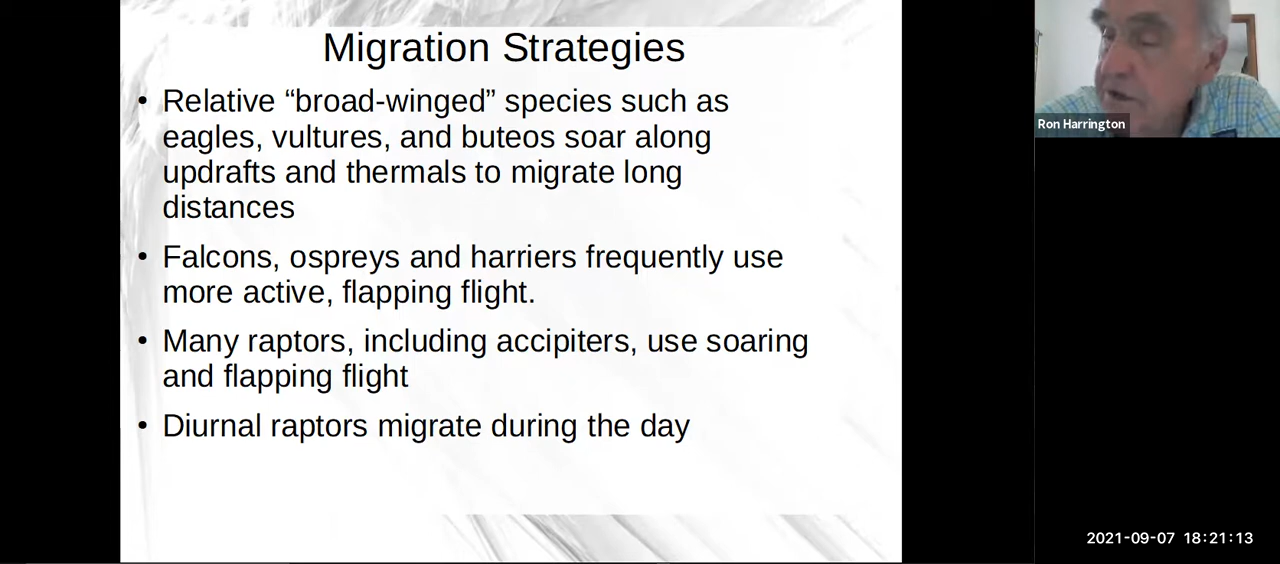 Migration Strategies
• Relative “broad-winged” species such as
eagles, vultures, and buteos soar along
updrafts and thermals to migrate long
distances
• Falcons, ospreys and harriers frequently use
more active, flapping flight.
• Many raptors, including accipiters, use soaring
and flapping flight
• Diurnal raptors migrate during the day
Ron Harrington
2021-09-07 18:21:13